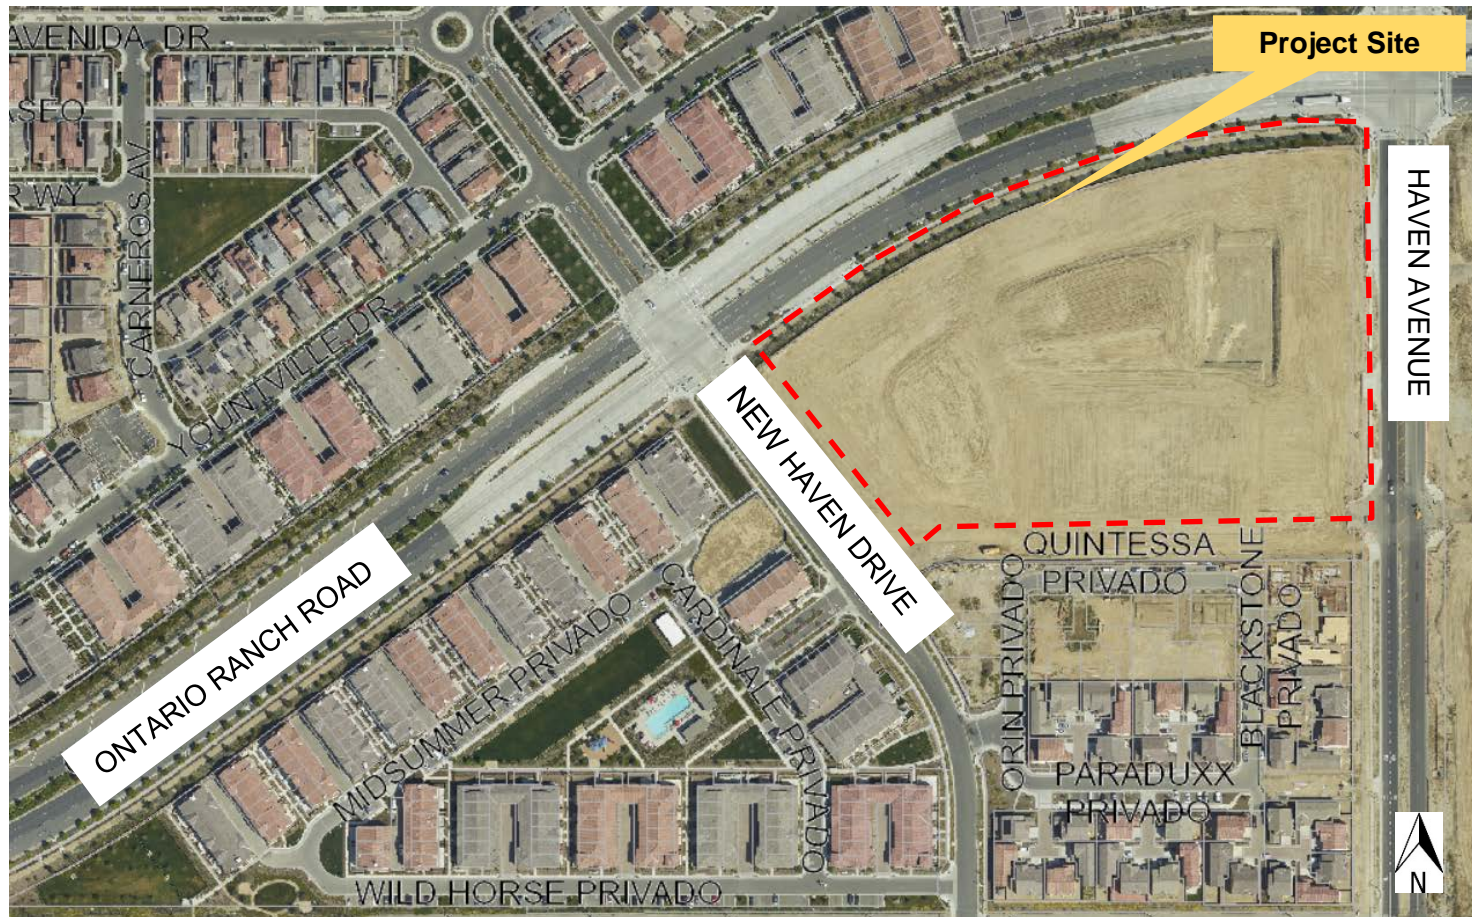 AVENIDA DR
Project Site
ASEO
R WY
CARNEROS AV
HAVEN AVENUE
YOUNTVILLE DR
NEW HAVEN DRIVE
ONTARIO RANCH ROAD
QUINTESSA
PRIVADO
ORIN PRIVADO
BLACKSTONE
PRIVADO
CARDINALE PRIVADO
MIDSUMMER PRIVADO
PARADUXX
PRIVADO
WILD HORSE PRIVADO
N